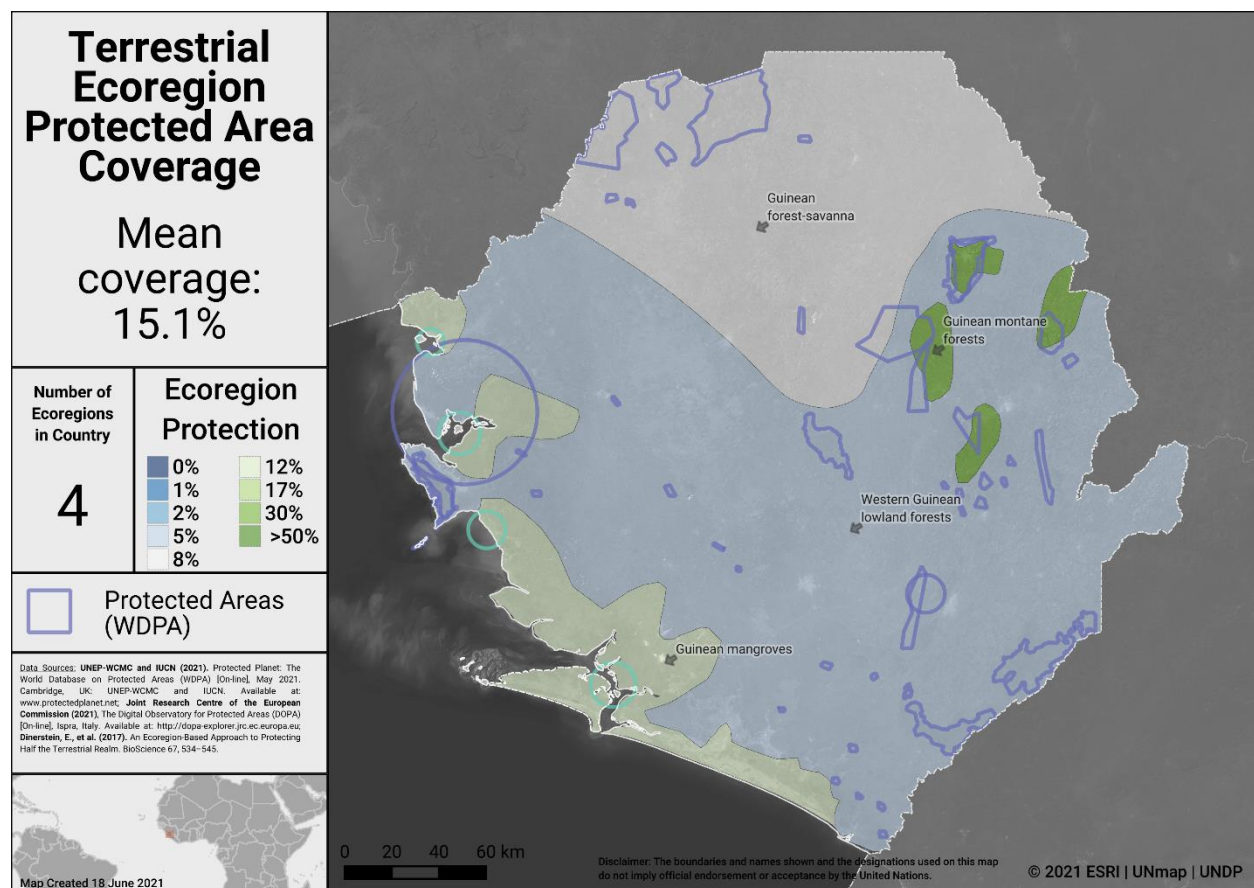 Terrestrial
Ecoregion
Protected Area
Coverage
Mean
coverage:
15.1%
Number of
Ecoregions
in Country
4
Ecoregion
Protection
0%
1%
2%
5%
8%
12%
17%
30%
>50%
Protected Areas
(WDPA)
Data Sources: UNEP-WCMC and IUCN (2021). Protected Planet: The
World Database on Protected Areas (WDPA) [On-line], May 2021.
Cambridge, UK: UNEP-WCMC and IUCN. Available at:
www.protectedplanet.net; Joint Research Centre of the European
Commission (2021), The Digital Observatory for Protected Areas (DOPA)
[On-line], Ispra, Italy. Available at: http://dopa-explorer.jrc.ec.europa.eu;
Dinerstein, E., et al. (2017). An Ecoregion-Based Approach to Protecting
Half the Terrestrial Realm. BioScience 67, 534–545.
Map Created 18 June 2021
Guinean
forest-savanna
Guinean montane
forests
Western Guinean
lowland forests
Guinean mangroves
0 20 40 60 km
Disclaimer: The boundaries and names shown and the designations used on this map
do not imply official endorsement or acceptance by the United Nations.
© 2021 ESRI | UNmap | UNDP